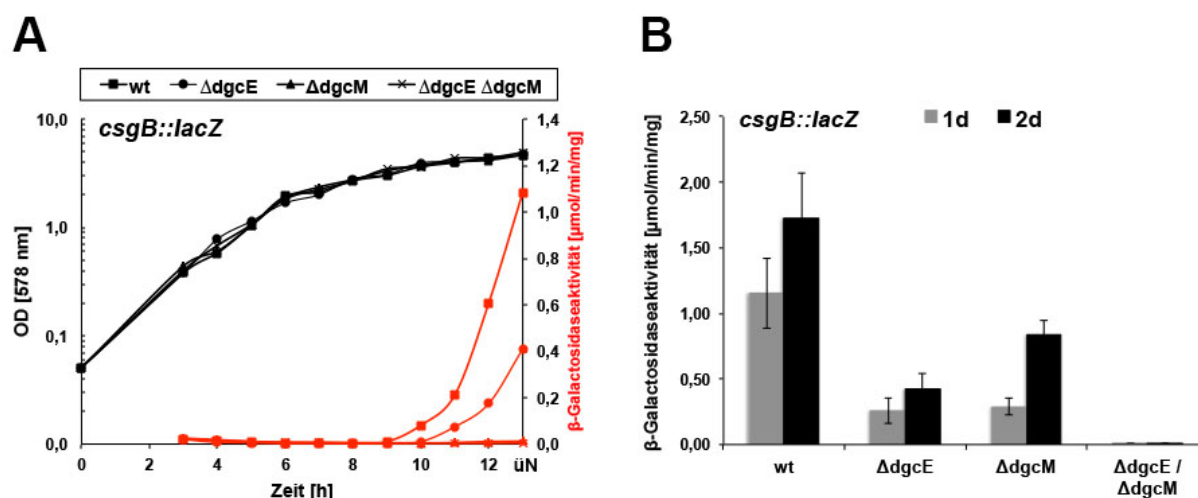 A
wt ΔdgcE ΔdgcM ΔdgcE ΔdgcM
csgB::lacZ
10,0
1,0
0,1
0,0
OD [578 nm]
1,4
1,2
1,0
0,8
0,6
0,4
0,2
0,0
β-Galactosidaseaktivität [µmol/min/mg]
0 2 4 6 8 10 12 üN
Zeit [h]
B
csgB::lacZ
1d 2d
2,50
2,00
1,50
1,00
0,50
0,00
β-Galactosidaseaktivität [µmol/min/mg]
wt ΔdgcE ΔdgcM ΔdgcE /
ΔdgcM